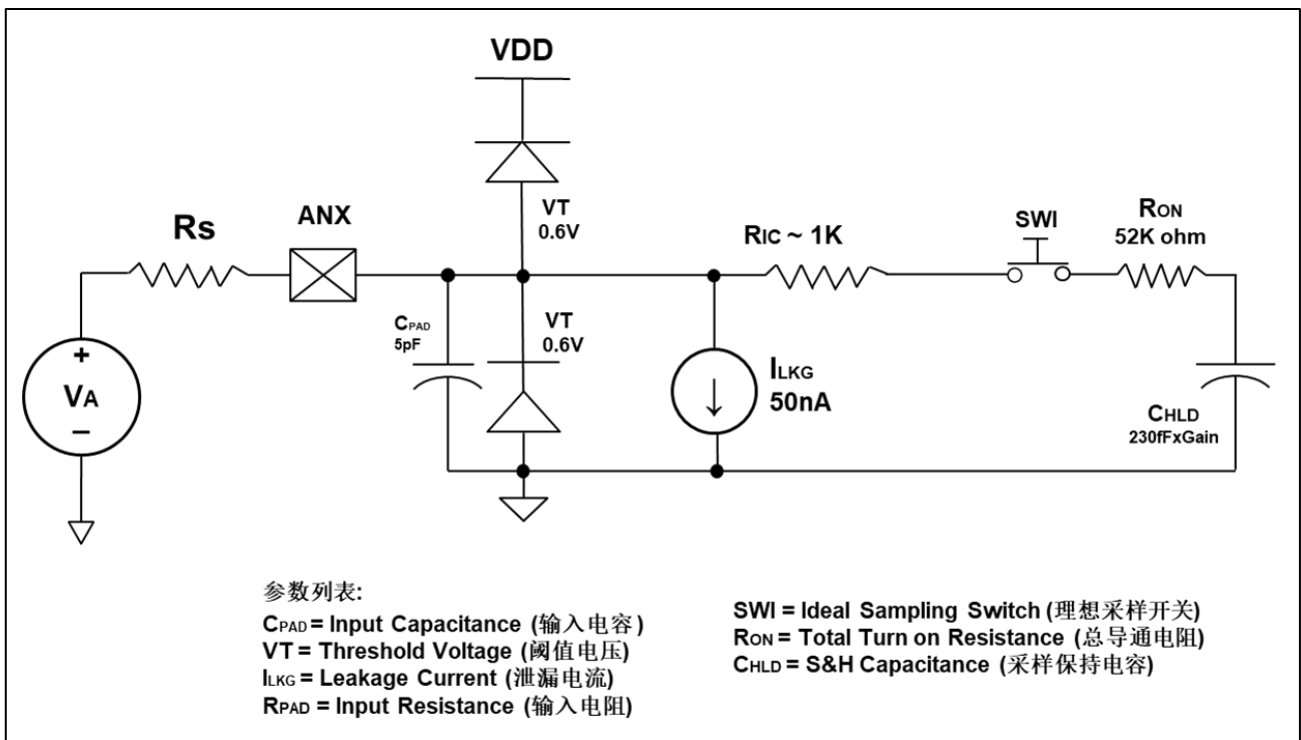 VDD
VT
0.6V
Rs
ANX
RIC ~ 1K
SWI
RON
52K ohm
CPAD
5pF
VT
0.6V
+
VA
−
ILKG
50nA
↓
CHLD
230fFxGain
参数列表:
CPAD = Input Capacitance (输入电容)
VT = Threshold Voltage (阈值电压)
ILKG = Leakage Current (泄漏电流)
RPAD = Input Resistance (输入电阻)
SWI = Ideal Sampling Switch (理想采样开关)
RON = Total Turn on Resistance (总导通电阻)
CHLD = S&H Capacitance (采样保持电容)